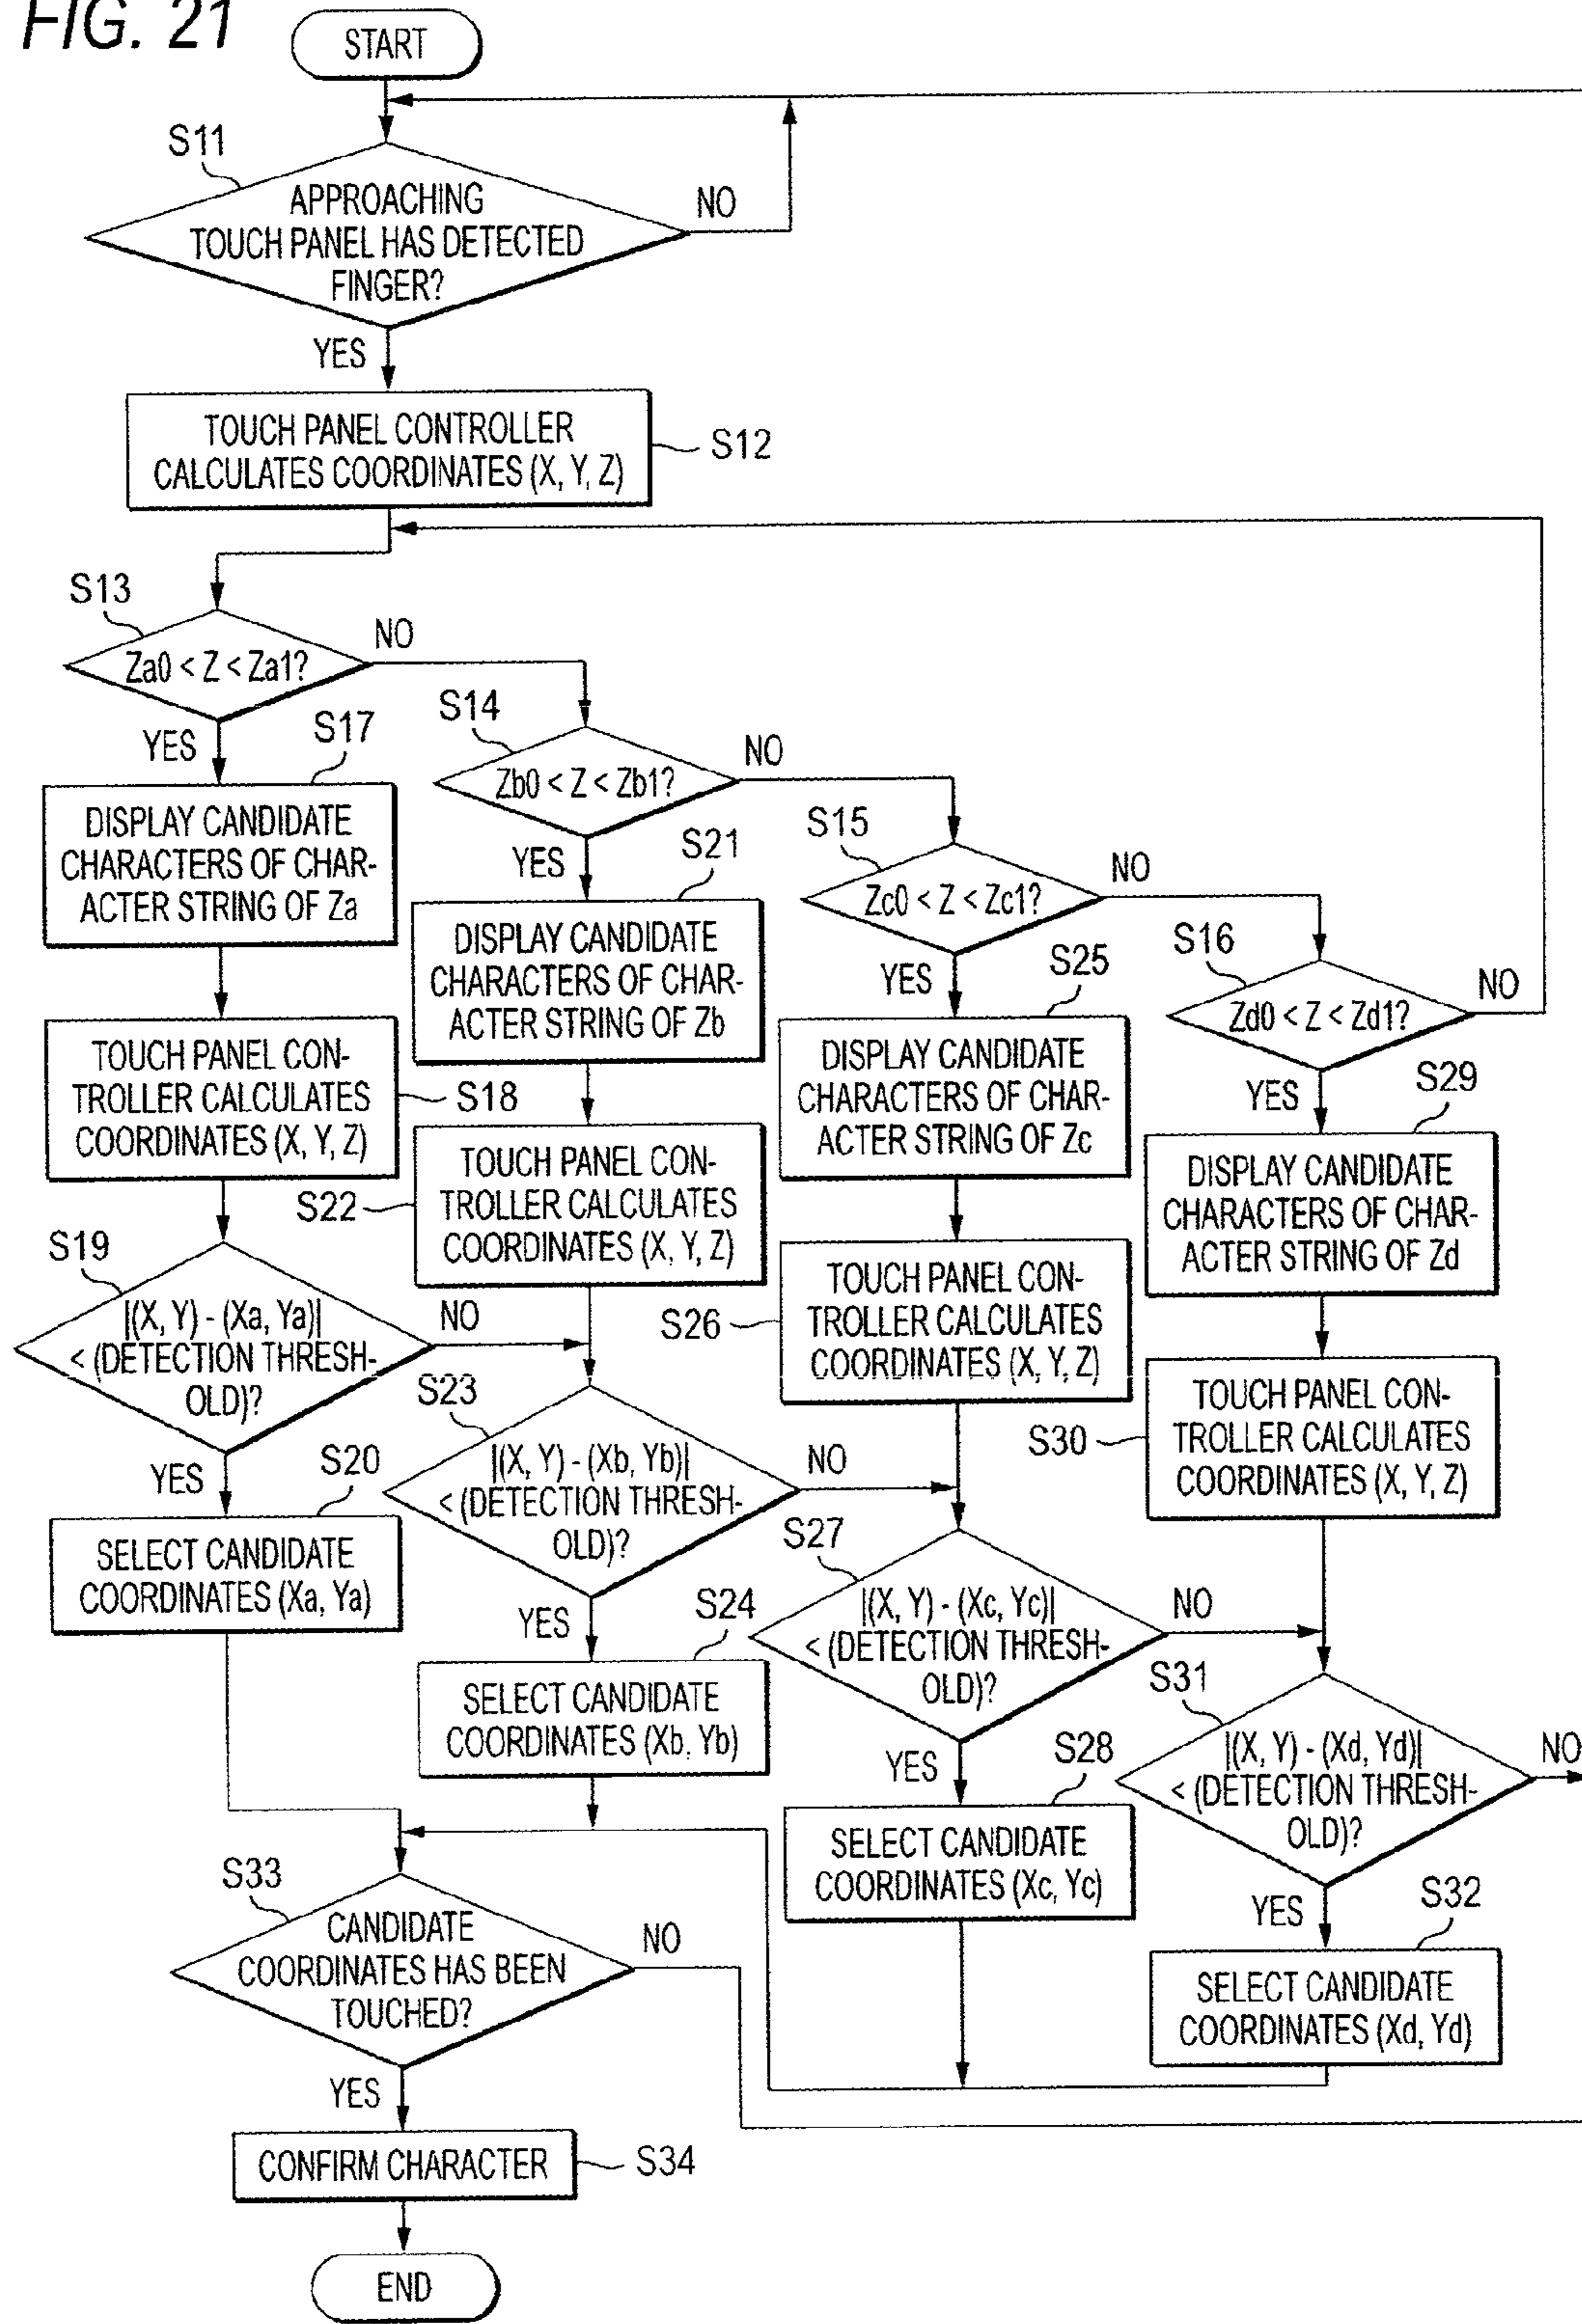 FIG. 21
START
S11
APPROACHING
TOUCH PANEL HAS DETECTED
FINGER?
NO
YES
TOUCH PANEL CONTROLLER
CALCULATES COORDINATES (X, Y, Z)
S12
S13
Za0 < Z < Za1?
NO
YES
S14
Zb0 < Z < Zb1?
NO
YES
S15
Zc0 < Z < Zc1?
NO
YES
S16
Zd0 < Z < Zd1?
NO
YES
S17
DISPLAY CANDIDATE
CHARACTERS OF CHAR-
ACTER STRING OF Za
TOUCH PANEL CON-
TROLLER CALCULATES
COORDINATES (X, Y, Z)
S18
S19
|(X, Y) - (Xa, Ya)|
< (DETECTION THRESH-
OLD)?
NO
YES
S20
SELECT CANDIDATE
COORDINATES (Xa, Ya)
S21
DISPLAY CANDIDATE
CHARACTERS OF CHAR-
ACTER STRING OF Zb
S22
TOUCH PANEL CON-
TROLLER CALCULATES
COORDINATES (X, Y, Z)
S23
|(X, Y) - (Xb, Yb)|
< (DETECTION THRESH-
OLD)?
NO
YES
S24
SELECT CANDIDATE
COORDINATES (Xb, Yb)
S25
DISPLAY CANDIDATE
CHARACTERS OF CHAR-
ACTER STRING OF Zc
S26
TOUCH PANEL CON-
TROLLER CALCULATES
COORDINATES (X, Y, Z)
S27
|(X, Y) - (Xc, Yc)|
< (DETECTION THRESH-
OLD)?
NO
YES
S28
SELECT CANDIDATE
COORDINATES (Xc, Yc)
S29
DISPLAY CANDIDATE
CHARACTERS OF CHAR-
ACTER STRING OF Zd
S30
TOUCH PANEL CON-
TROLLER CALCULATES
COORDINATES (X, Y, Z)
S31
|(X, Y) - (Xd, Yd)|
< (DETECTION THRESH-
OLD)?
NO
YES
S32
SELECT CANDIDATE
COORDINATES (Xd, Yd)
S33
CANDIDATE
COORDINATES HAS BEEN
TOUCHED?
NO
YES
CONFIRM CHARACTER
S34
END